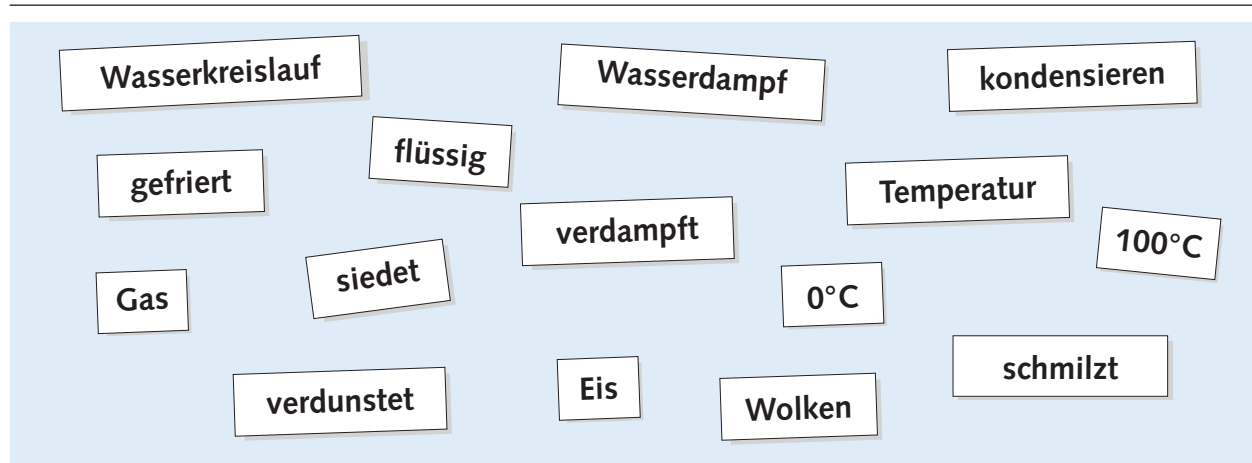 Wasserkreislauf
Wasserdampf
kondensieren
flüssig
gefriert
Temperatur
verdampft
100°C
siedet
Gas
0°C
schmilzt
verdunstet
Eis
Wolken